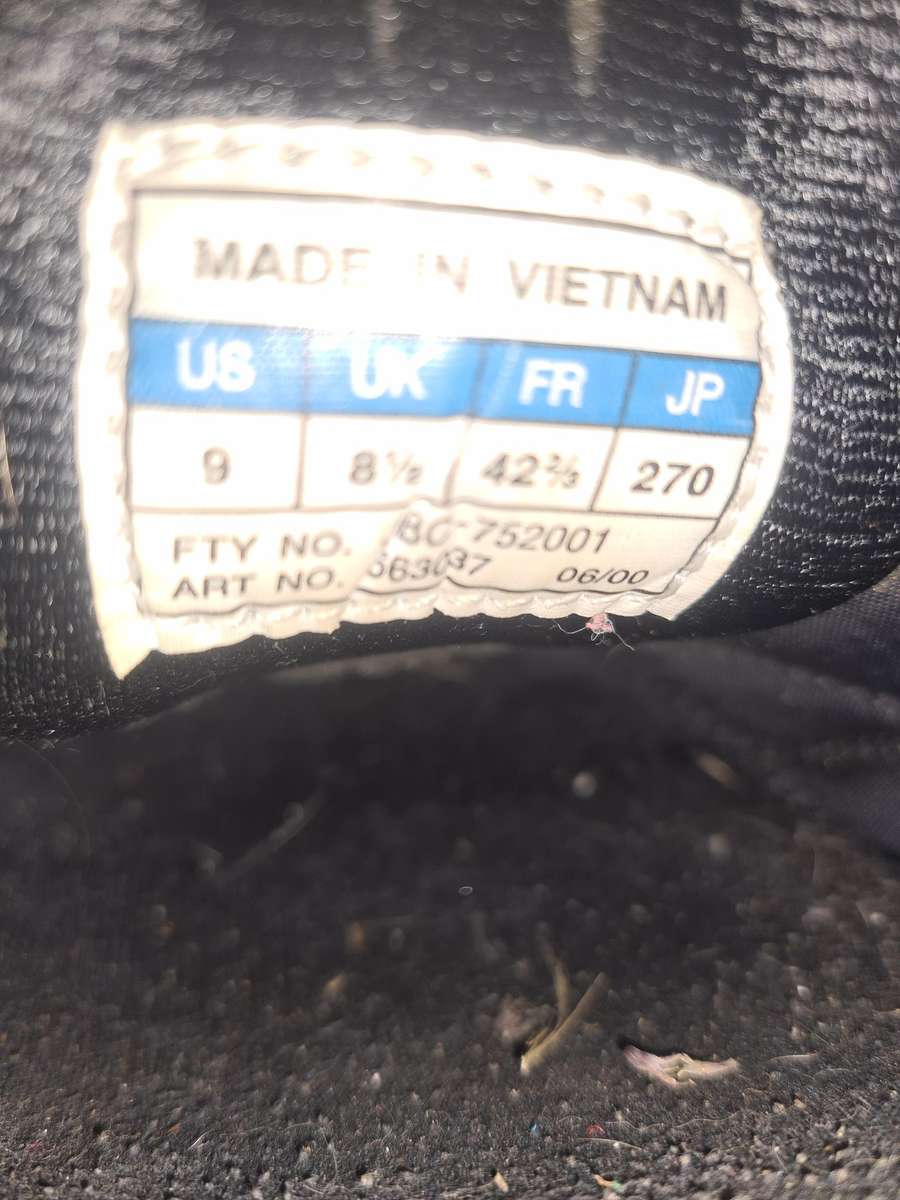 MADE IN VIETNAM
US UK FR JP
9 8½ 42⅔ 270
FTY NO. 752001
ART NO. 06/00